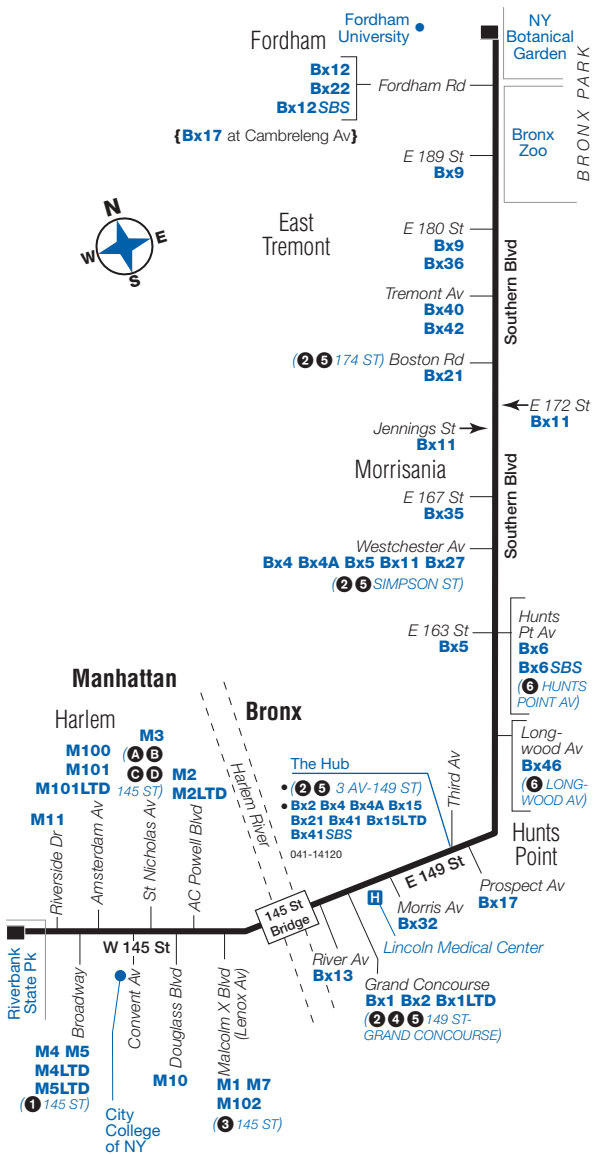 Fordham
Fordham
University
NY
Botanical
Garden
BRONX PARK
Bx12
Bx22
Bx12SBS
Fordham Rd
{Bx17 at Cambreleng Av}
Bronx
Zoo
E 189 St
Bx9
N
E
S
W
East
Tremont
E 180 St
Bx9
Bx36
Southern Blvd
Tremont Av
Bx40
Bx42
(2 5 174 ST) Boston Rd
Bx21
E 172 St
Bx11
Jennings St
Bx11
Morrisania
E 167 St
Bx35
Southern Blvd
Westchester Av
Bx4 Bx4A Bx5 Bx11 Bx27
(2 5 SIMPSON ST)
E 163 St
Bx5
Hunts
Pt Av
Bx6
Bx6SBS
(6 HUNTS
POINT AV)
Long-
wood Av
Bx46
(6 LONG-
WOOD AV)
Hunts
Point
Manhattan
Bronx
Harlem River
Harlem
M100
M101
M101LTD
M3
(A B
C D
145 ST)
M2
M2LTD
M11
Riverside Dr
Amsterdam Av
St Nicholas Av
AC Powell Blvd
The Hub
• (2 5 3 AV-149 ST)
• Bx2 Bx4 Bx4A Bx15
Bx21 Bx41 Bx15LTD
Bx41SBS
041-14120
Third Av
E 149 St
Prospect Av
Bx17
H
Morris Av
Bx32
Lincoln Medical Center
145 St
Bridge
River Av
Bx13
Grand Concourse
Bx1 Bx2 Bx1LTD
(2 4 5 149 ST-
GRAND CONCOURSE)
W 145 St
Riverbank
State Pk
Broadway
M4 M5
M4LTD
M5LTD
(1 145 ST)
Convent Av
City
College
of NY
Douglass Blvd
M10
Malcolm X Blvd
(Lenox Av)
M1 M7
M102
(3 145 ST)